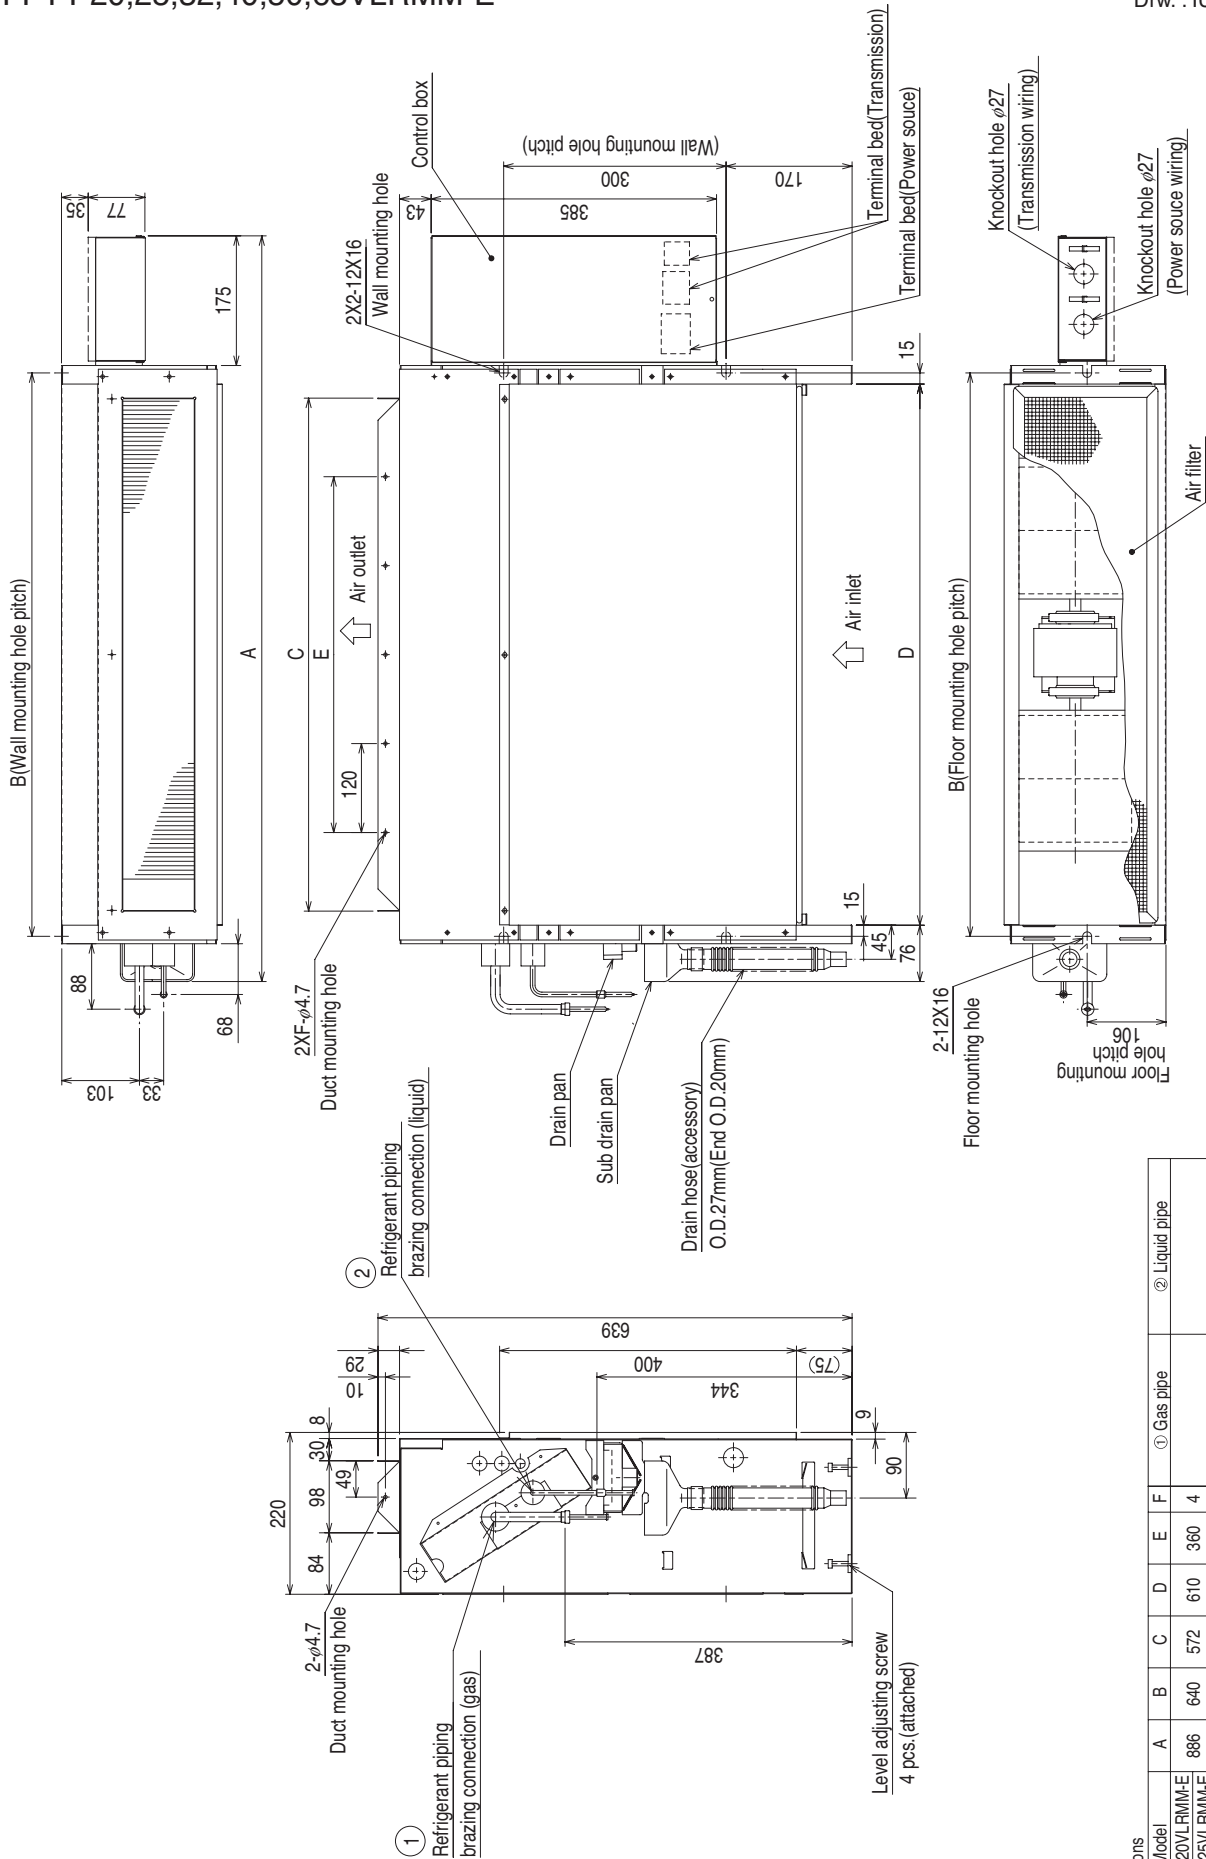 B(Wall mounting hole pitch)
A
35
77
175
88
68
103
33
C
E
120
Air outlet
2XF-ø4.7
Duct mounting hole
2X2-12X16
Wall mounting hole
Control box
43
385
300
(Wall mounting hole pitch)
170
15
Terminal bed(Transmission)
Terminal bed(Power souce)
Air inlet
D
15
45
76
Drain pan
Sub drain pan
Drain hose(accessory)
O.D.27mm(End O.D.20mm)
B(Floor mounting hole pitch)
Knockout hole ø27
(Transmission wiring)
Knockout hole ø27
(Power souce wiring)
Air filter
2-12X16
Floor mounting hole
106
Floor mounting
hole pitch
2
Refrigerant piping
brazing connection (liquid)
1
Refrigerant piping
brazing connection (gas)
2-ø4.7
Duct mounting hole
220
84
98
30
8
49
10
29
639
400
344
(75)
9
90
387
Level adjusting screw
4 pcs.(attached)
Model A B C D E F ① Gas pipe ② Liquid pipe
20VLRMM-E 886 640 572 610 360 4
25VLRMM-E